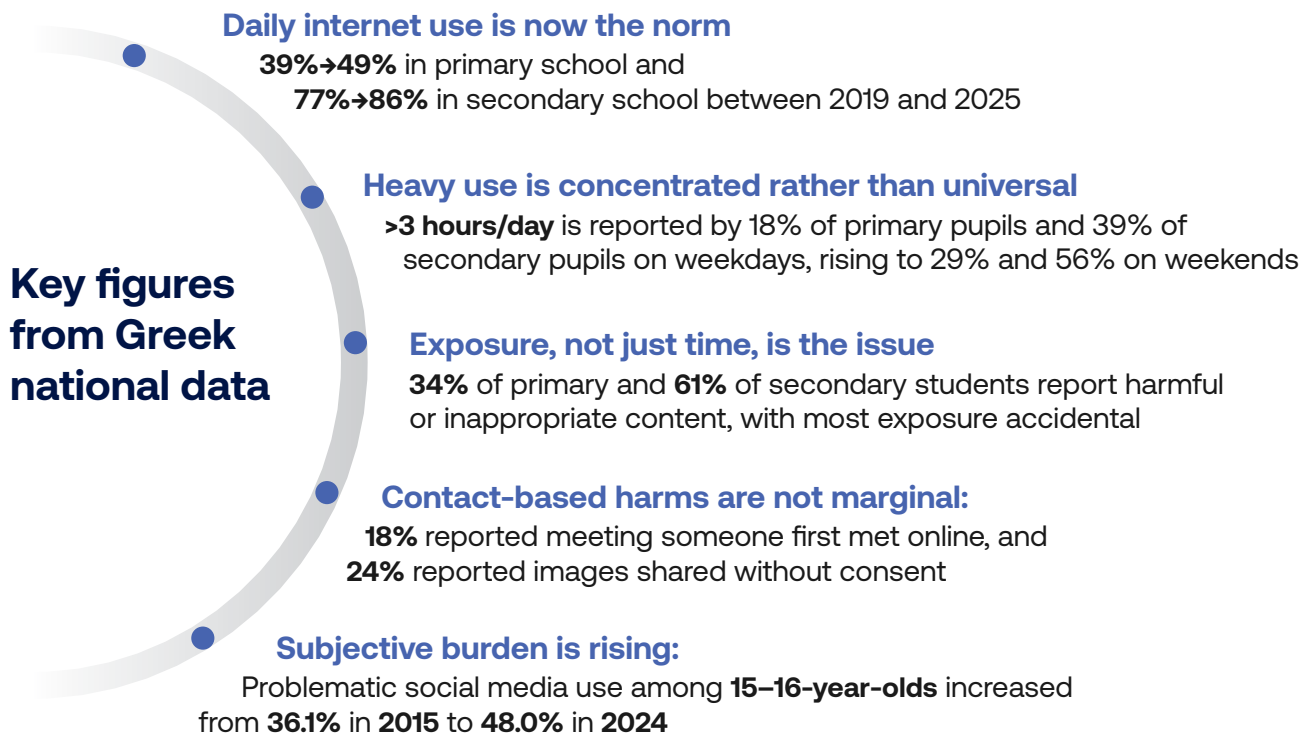 Daily internet use is now the norm
39%→49% in primary school and
77%→86% in secondary school between 2019 and 2025
Heavy use is concentrated rather than universal
>3 hours/day is reported by 18% of primary pupils and 39% of
secondary pupils on weekdays, rising to 29% and 56% on weekends
Key figures
from Greek
national data
Exposure, not just time, is the issue
34% of primary and 61% of secondary students report harmful
or inappropriate content, with most exposure accidental
Contact-based harms are not marginal:
18% reported meeting someone first met online, and
24% reported images shared without consent
Subjective burden is rising:
Problematic social media use among 15–16-year-olds increased
from 36.1% in 2015 to 48.0% in 2024